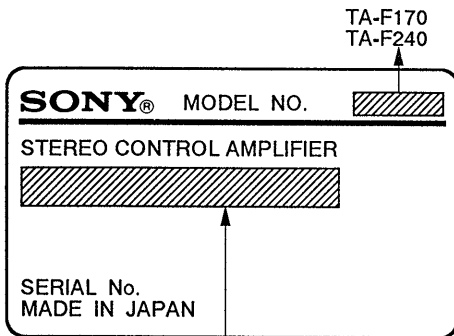 TA-F170
TA-F240
SONY® MODEL NO.
STEREO CONTROL AMPLIFIER
SERIAL No.
MADE IN JAPAN